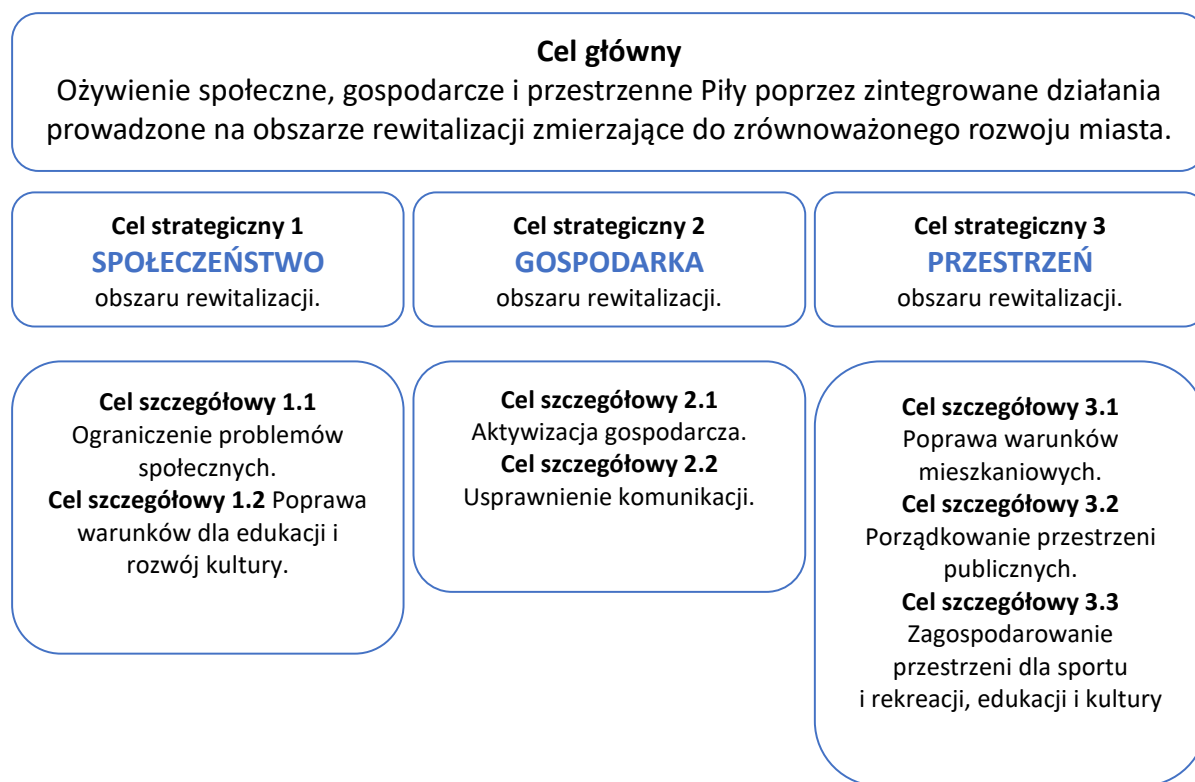 Cel główny
Ożywienie społeczne, gospodarcze i przestrzenne Piły poprzez zintegrowane działania
prowadzone na obszarze rewitalizacji zmierzające do zrównoważonego rozwoju miasta.
Cel strategiczny 1
SPOŁECZEŃSTWO
obszaru rewitalizacji.
Cel strategiczny 2
GOSPODARKA
obszaru rewitalizacji.
Cel strategiczny 3
PRZESTRZEŃ
obszaru rewitalizacji.
Cel szczegółowy 1.1
Ograniczenie problemów
społecznych.
Cel szczegółowy 1.2 Poprawa
warunków dla edukacji i
rozwój kultury.
Cel szczegółowy 2.1
Aktywizacja gospodarcza.
Cel szczegółowy 2.2
Usprawnienie komunikacji.
Cel szczegółowy 3.1
Poprawa warunków
mieszkaniowych.
Cel szczegółowy 3.2
Porządkowanie przestrzeni
publicznych.
Cel szczegółowy 3.3
Zagospodarowanie
przestrzeni dla sportu
i rekreacji, edukacji i kultury